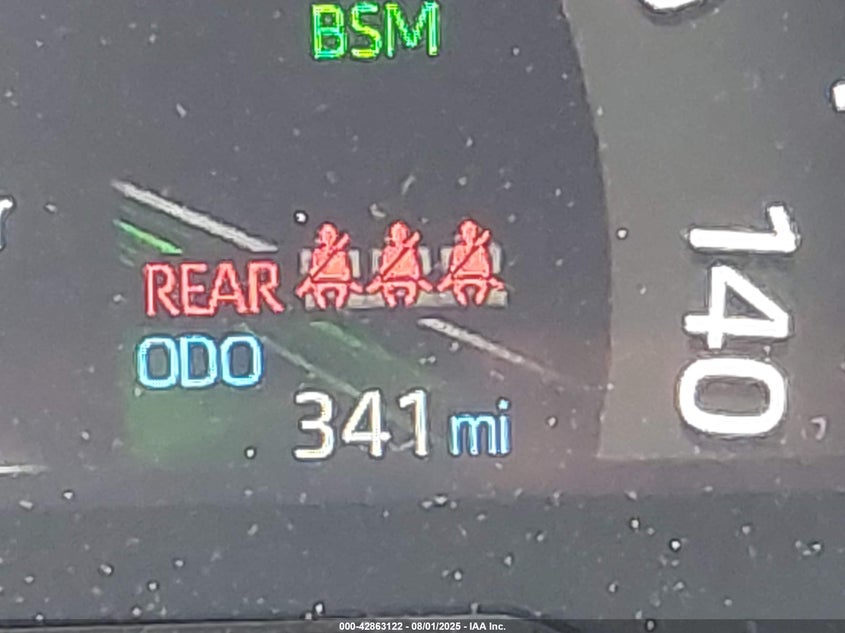 BSM
REAR
ODO
341 mi
140
000-42863122 - 08/01/2025 - IAA Inc.